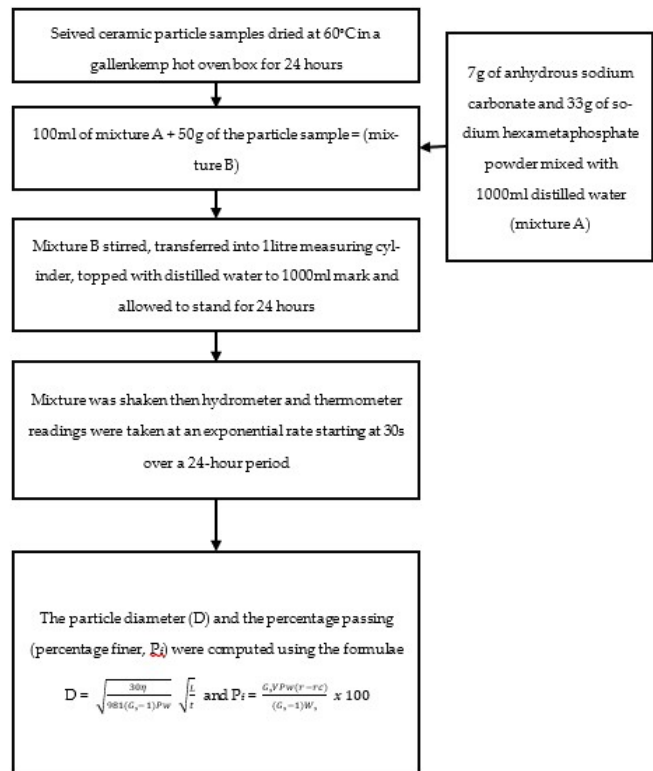 Seived ceramic particle samples dried at 60°C in a
gallenkemp hot oven box for 24 hours
7g of anhydrous sodium
carbonate and 33g of so-
dium hexametaphosphate
powder mixed with
1000ml distilled water
(mixture A)
100ml of mixture A + 50g of the particle sample = (mix-
ture B)
Mixture B stirred, transferred into 1litre measuring cyl-
inder, topped with distilled water to 1000ml mark and
allowed to stand for 24 hours
Mixture was shaken then hydrometer and thermometer
readings were taken at an exponential rate starting at 30s
over a 24-hour period
The particle diameter (D) and the percentage passing
(percentage finer, Pi) were computed using the formulae
D = √(30η / 981(Gₛ−1)Pw) √(L/t) and Pi = GₛVPw(r−rc) / (Gₛ−1)Wₛ x 100